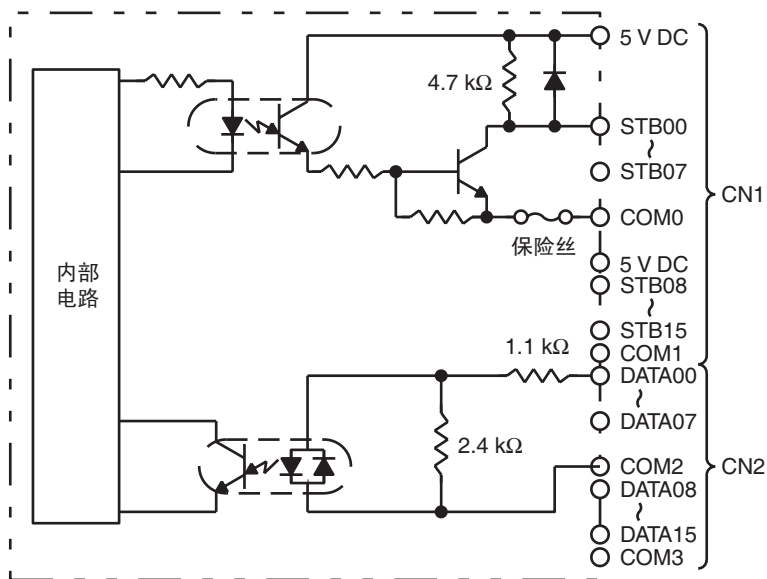 5 V DC
4.7 kΩ
STB00
~
STB07
CN1
COM0
保险丝
5 V DC
内部
电路
STB08
~
STB15
1.1 kΩ
COM1
DATA00
~
DATA07
2.4 kΩ
COM2
CN2
DATA08
~
DATA15
COM3